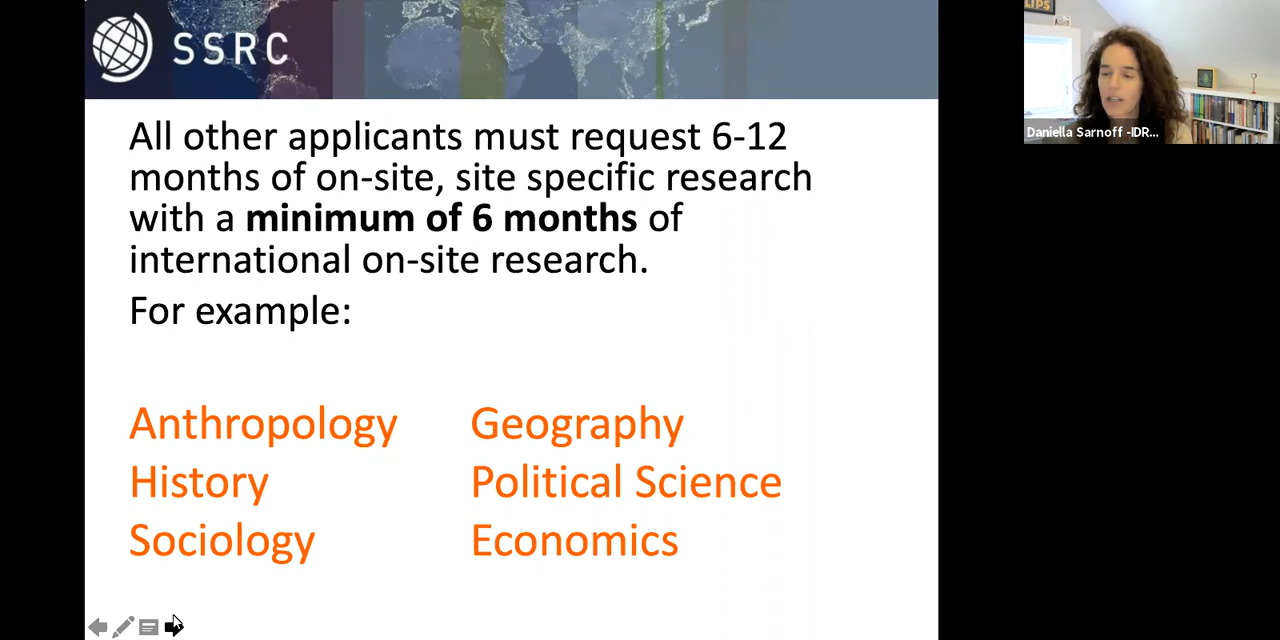 SSRC
All other applicants must request 6-12
months of on-site, site specific research
with a minimum of 6 months of
international on-site research.
For example:
Anthropology
History
Sociology
Geography
Political Science
Economics
LIPS
Daniella Sarnoff -IDR...